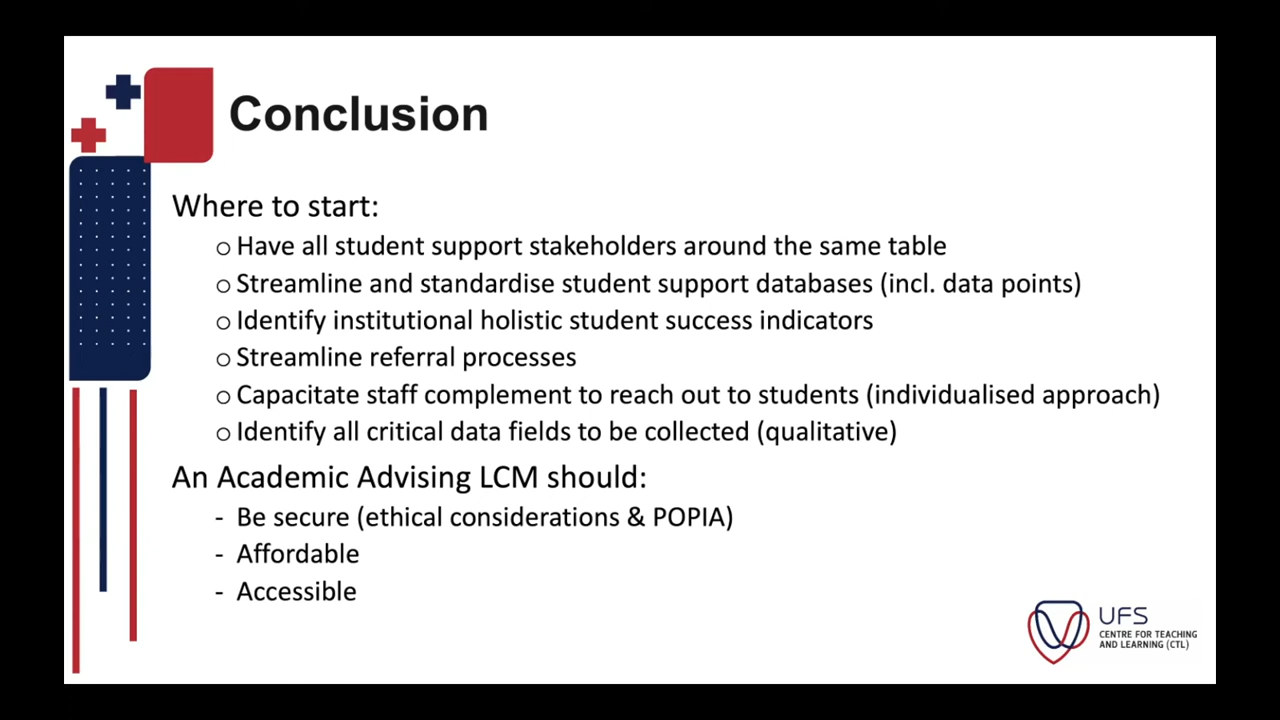 Conclusion
Where to start:
o Have all student support stakeholders around the same table
o Streamline and standardise student support databases (incl. data points)
o Identify institutional holistic student success indicators
o Streamline referral processes
o Capacitate staff complement to reach out to students (individualised approach)
o Identify all critical data fields to be collected (qualitative)
An Academic Advising LCM should:
- Be secure (ethical considerations & POPIA)
- Affordable
- Accessible
UFS
CENTRE FOR TEACHING
AND LEARNING (CTL)